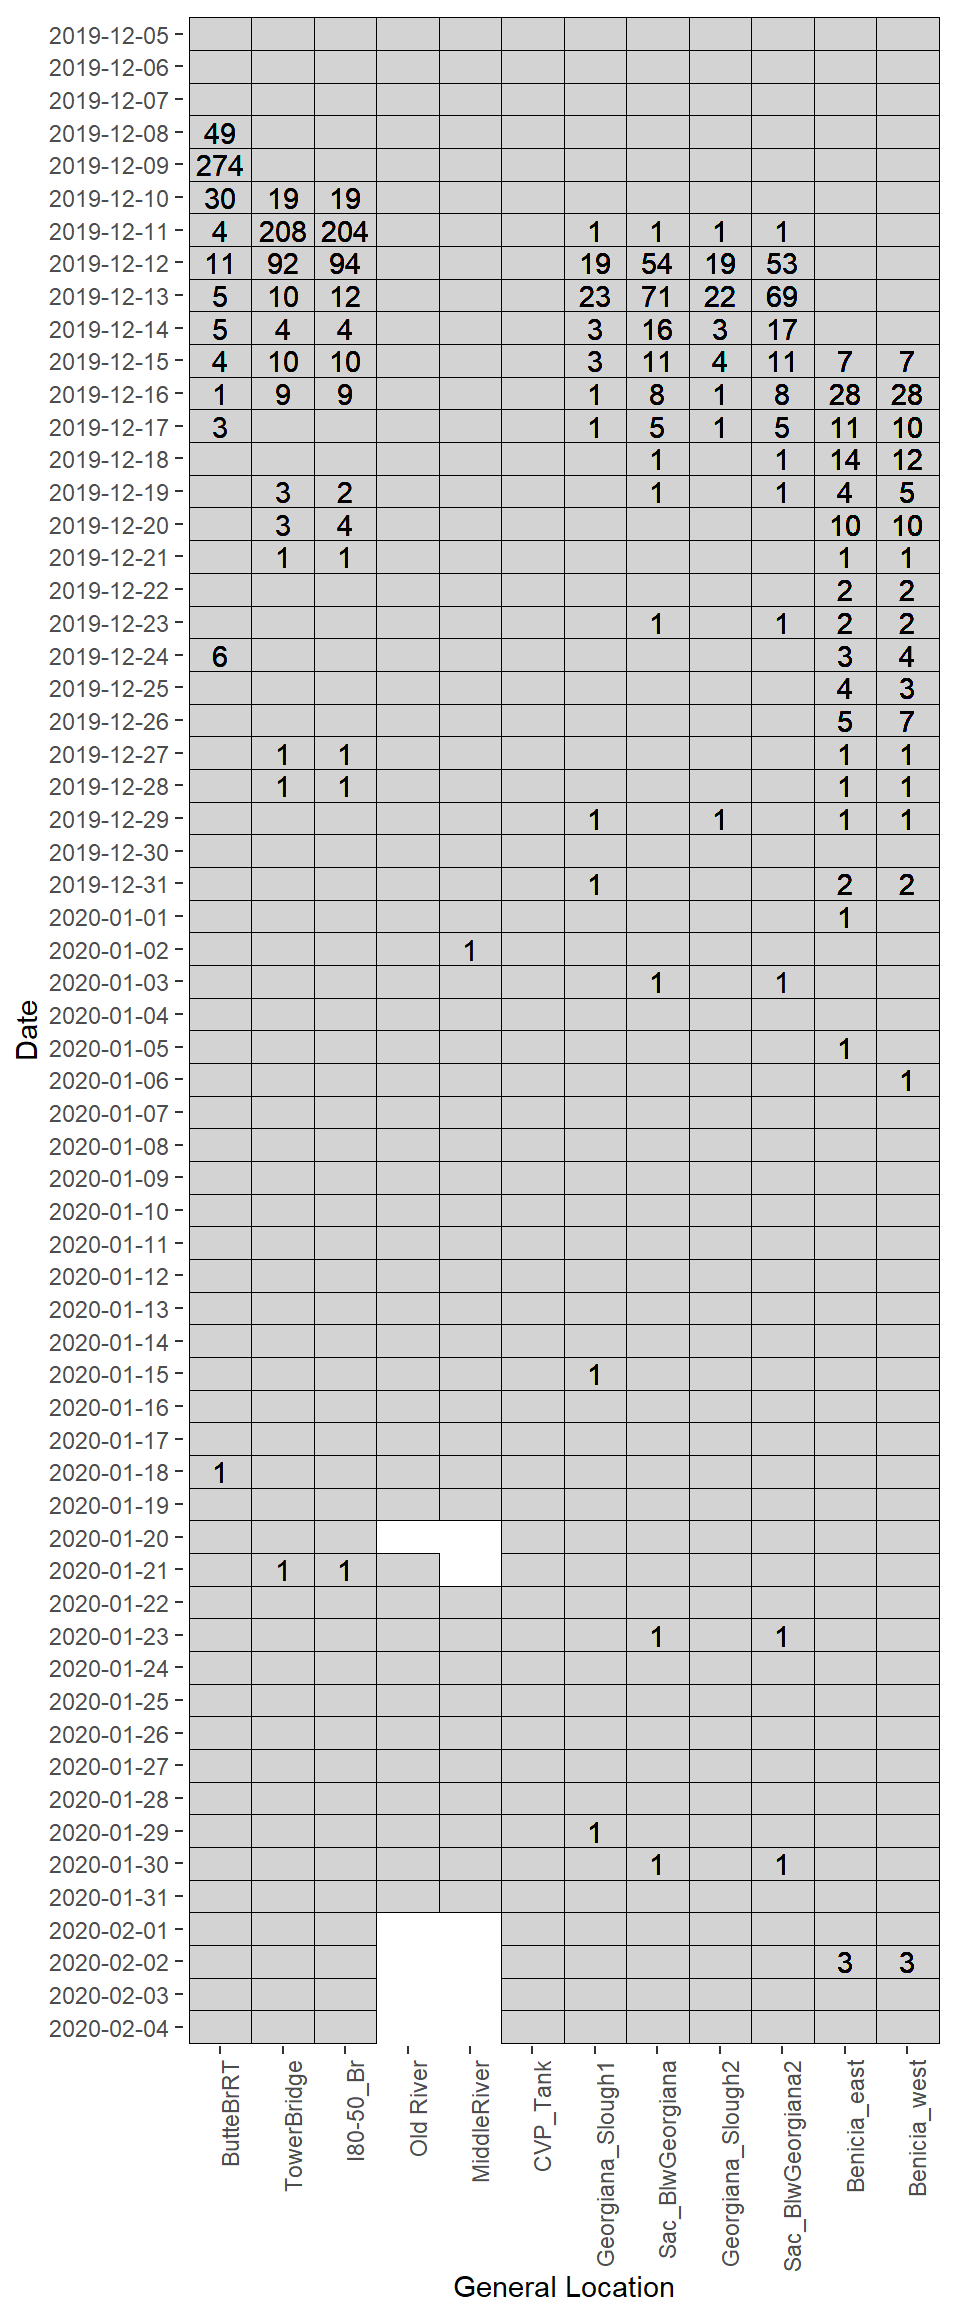 2019-12-05
2019-12-06
2019-12-07
2019-12-08 49
2019-12-09 274
2019-12-10 30 19 19
2019-12-11 4 208 204 1 1 1 1
2019-12-12 11 92 94 19 54 19 53
2019-12-13 5 10 12 23 71 22 69
2019-12-14 5 4 4 3 16 3 17
2019-12-15 4 10 10 3 11 4 11 7 7
2019-12-16 1 9 9 1 8 1 8 28 28
2019-12-17 3 1 5 1 5 11 10
2019-12-18 1 1 14 12
2019-12-19 3 2 1 1 4 5
2019-12-20 3 4 10 10
2019-12-21 1 1 1 1
2019-12-22 2 2
2019-12-23 1 1 2 2
2019-12-24 6 3 4
2019-12-25 4 3
2019-12-26 5 7
2019-12-27 1 1 1 1
2019-12-28 1 1 1 1
2019-12-29 1 1 1 1
2019-12-30
2019-12-31 1 2 2
2020-01-01 1
2020-01-02 1
2020-01-03 1 1
2020-01-04
2020-01-05 1
2020-01-06 1
2020-01-07
2020-01-08
2020-01-09
2020-01-10
2020-01-11
2020-01-12
2020-01-13
2020-01-14
2020-01-15 1
2020-01-16
2020-01-17
2020-01-18 1
2020-01-19
2020-01-20
2020-01-21 1 1
2020-01-22
2020-01-23 1 1
2020-01-24
2020-01-25
2020-01-26
2020-01-27
2020-01-28
2020-01-29 1
2020-01-30 1 1
2020-01-31
2020-02-01
2020-02-02 3 3
2020-02-03
2020-02-04
Date
ButteBrRT
TowerBridge
I80-50_Br
Old River
MiddleRiver
CVP_Tank
Georgiana_Slough1
Sac_BlwGeorgiana
Georgiana_Slough2
Sac_BlwGeorgiana2
Benicia_east
Benicia_west
General Location